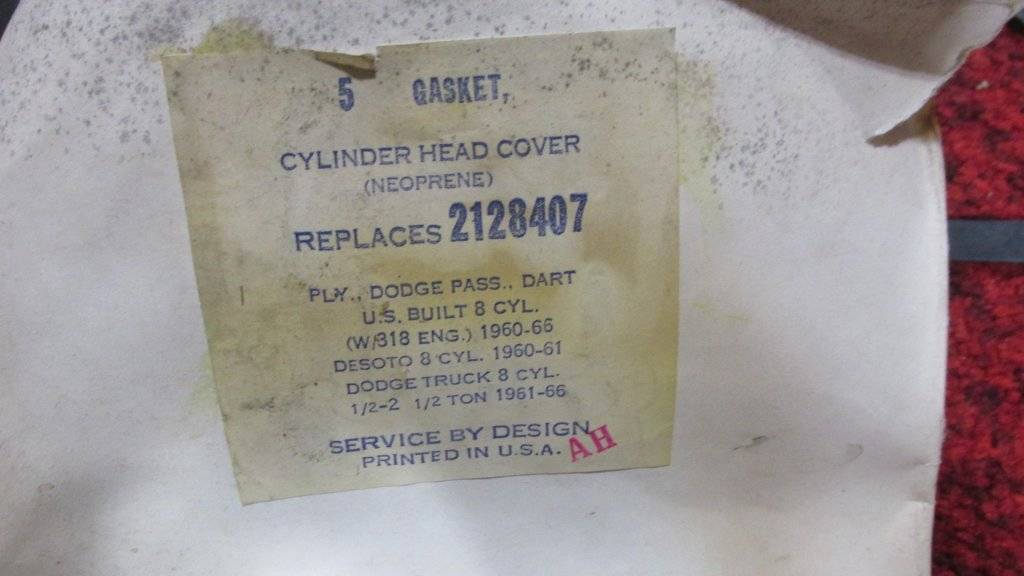 5 GASKET,
CYLINDER HEAD COVER
(NEOPRENE)
REPLACES 2128407
PLY., DODGE PASS., DART
U.S. BUILT 8 CYL.
(W/318 ENG.) 1960-66
DESOTO 8 CYL. 1960-61
DODGE TRUCK 8 CYL.
1/2-2 1/2 TON 1961-66
SERVICE BY DESIGN
PRINTED IN U.S.A. AH